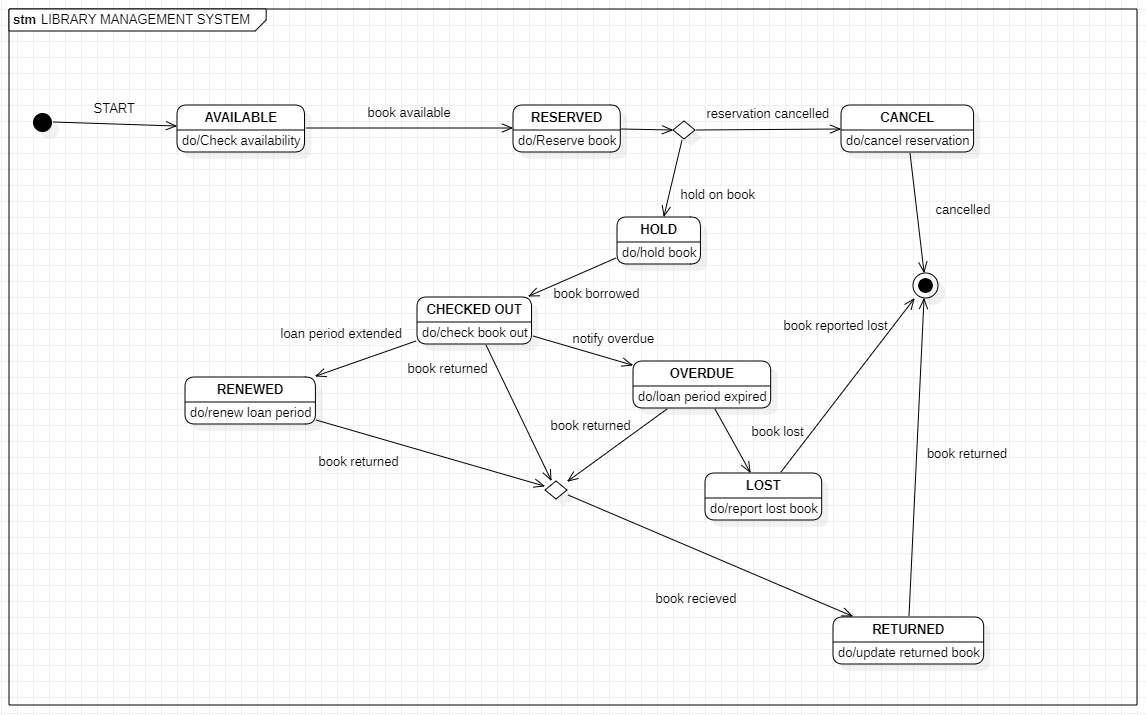 stm LIBRARY MANAGEMENT SYSTEM
START
AVAILABLE
do/Check availability
book available
RESERVED
do/Reserve book
reservation cancelled
CANCEL
do/cancel reservation
hold on book
cancelled
HOLD
do/hold book
book borrowed
CHECKED OUT
do/check book out
loan period extended
notify overdue
book reported lost
book returned
OVERDUE
do/loan period expired
RENEWED
do/renew loan period
book returned
book lost
book returned
book returned
LOST
do/report lost book
book recieved
RETURNED
do/update returned book